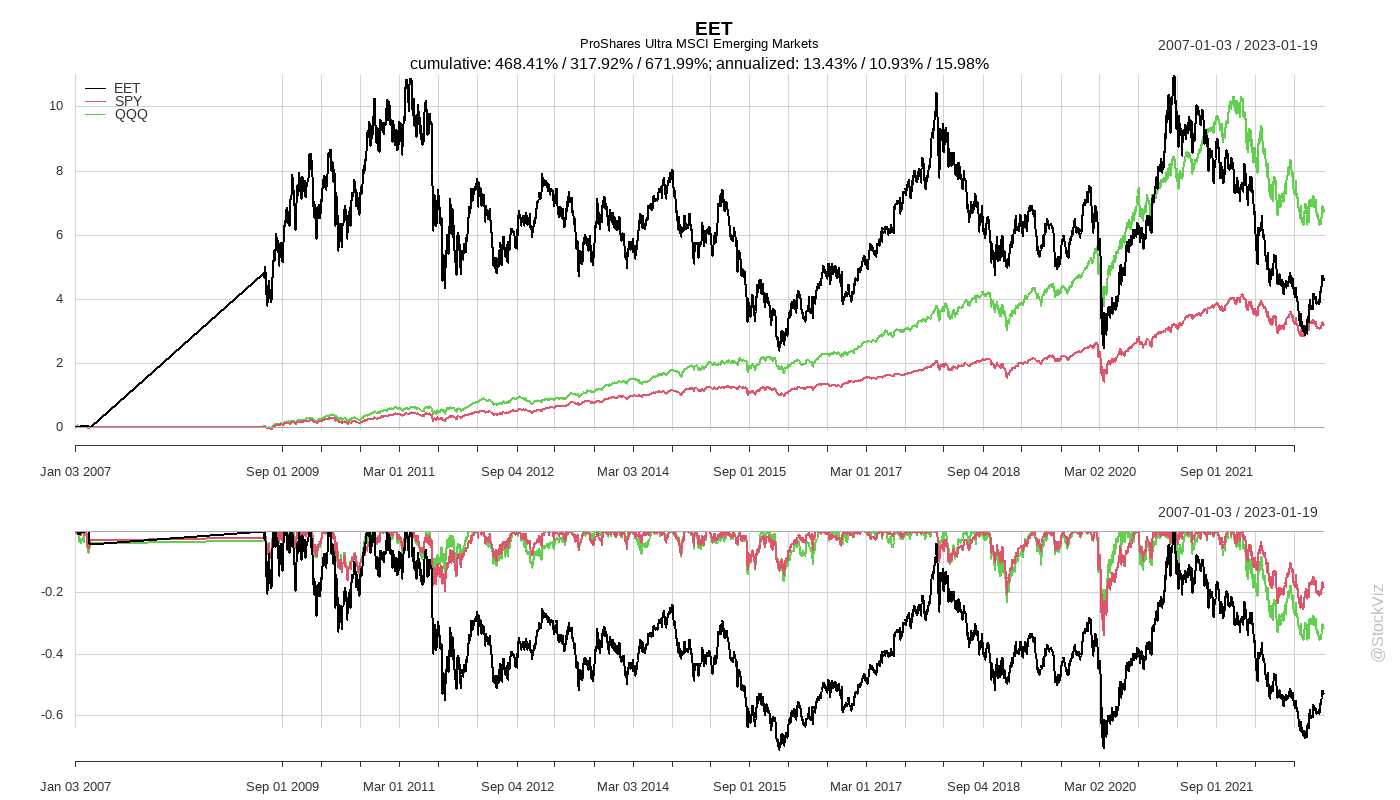 EET
ProShares Ultra MSCI Emerging Markets
2007-01-03 / 2023-01-19
cumulative: 468.41% / 317.92% / 671.99%; annualized: 13.43% / 10.93% / 15.98%
EET
SPY
QQQ
10
8
6
4
2
0
Jan 03 2007 Sep 01 2009 Mar 01 2011 Sep 04 2012 Mar 03 2014 Sep 01 2015 Mar 01 2017 Sep 04 2018 Mar 02 2020 Sep 01 2021
2007-01-03 / 2023-01-19
-0.2
-0.4
-0.6
Jan 03 2007 Sep 01 2009 Mar 01 2011 Sep 04 2012 Mar 03 2014 Sep 01 2015 Mar 01 2017 Sep 04 2018 Mar 02 2020 Sep 01 2021
@StockViz